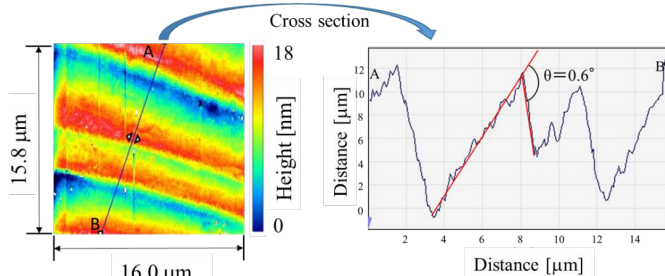 Cross section
A
B
15.8 μm
16.0 μm
18
Height [nm]
0
A
B
θ=0.6°
Distance [μm]
12
10
8
6
4
2
0
2
4
6
8
10
12
14
Distance [μm]